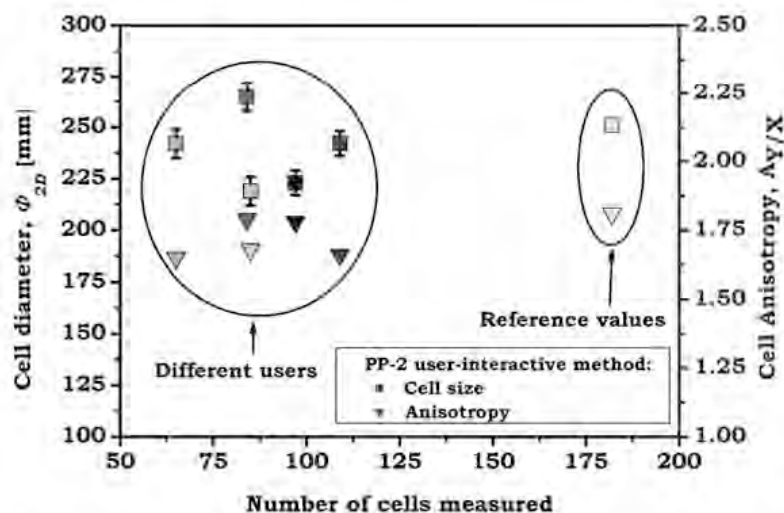 300
275
250
225
200
175
150
125
100
Cell diameter, Φ 2D [mm]
2.50
2.25
2.00
1.75
1.50
1.25
1.00
Cell Anisotropy, AY/X
Different users
Reference values
PP-2 user-interactive method:
Cell size
Anisotropy
50 75 100 125 150 175 200
Number of cells measured